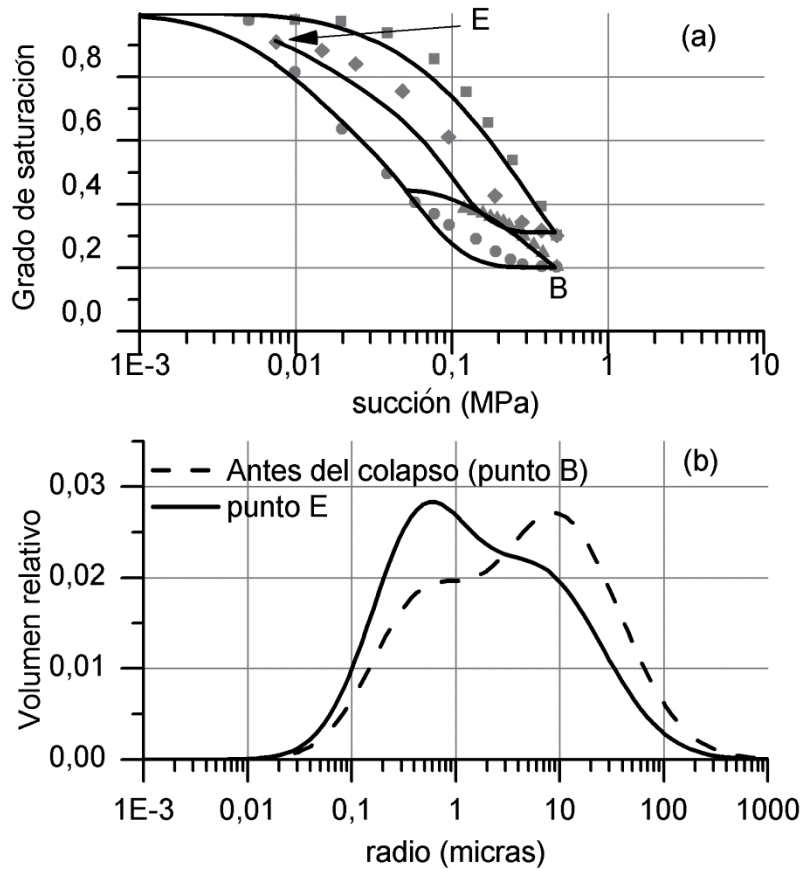 E
(a)
0,8
0,6
0,4
0,2
0,0
Grado de saturación
B
1E-3 0,01 0,1 1 10
succión (MPa)
(b)
Antes del colapso (punto B)
punto E
0,03
0,02
0,01
0,00
Volumen relativo
1E-3 0,01 0,1 1 10 100 1000
radio (micras)